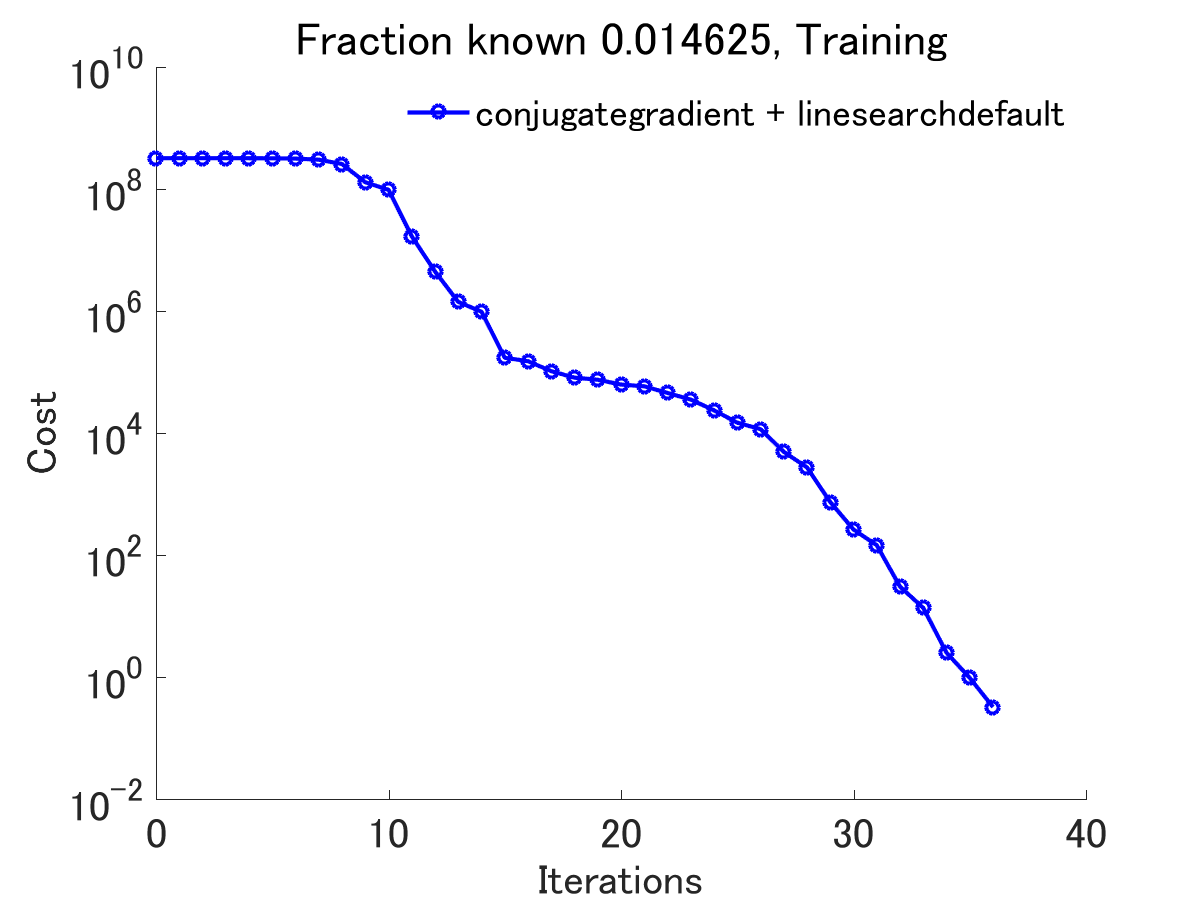 Fraction known 0.014625, Training
conjugategradient + linesearchdefault
10^10
10^8
10^6
10^4
10^2
10^0
10^-2
Cost
0 10 20 30 40
Iterations